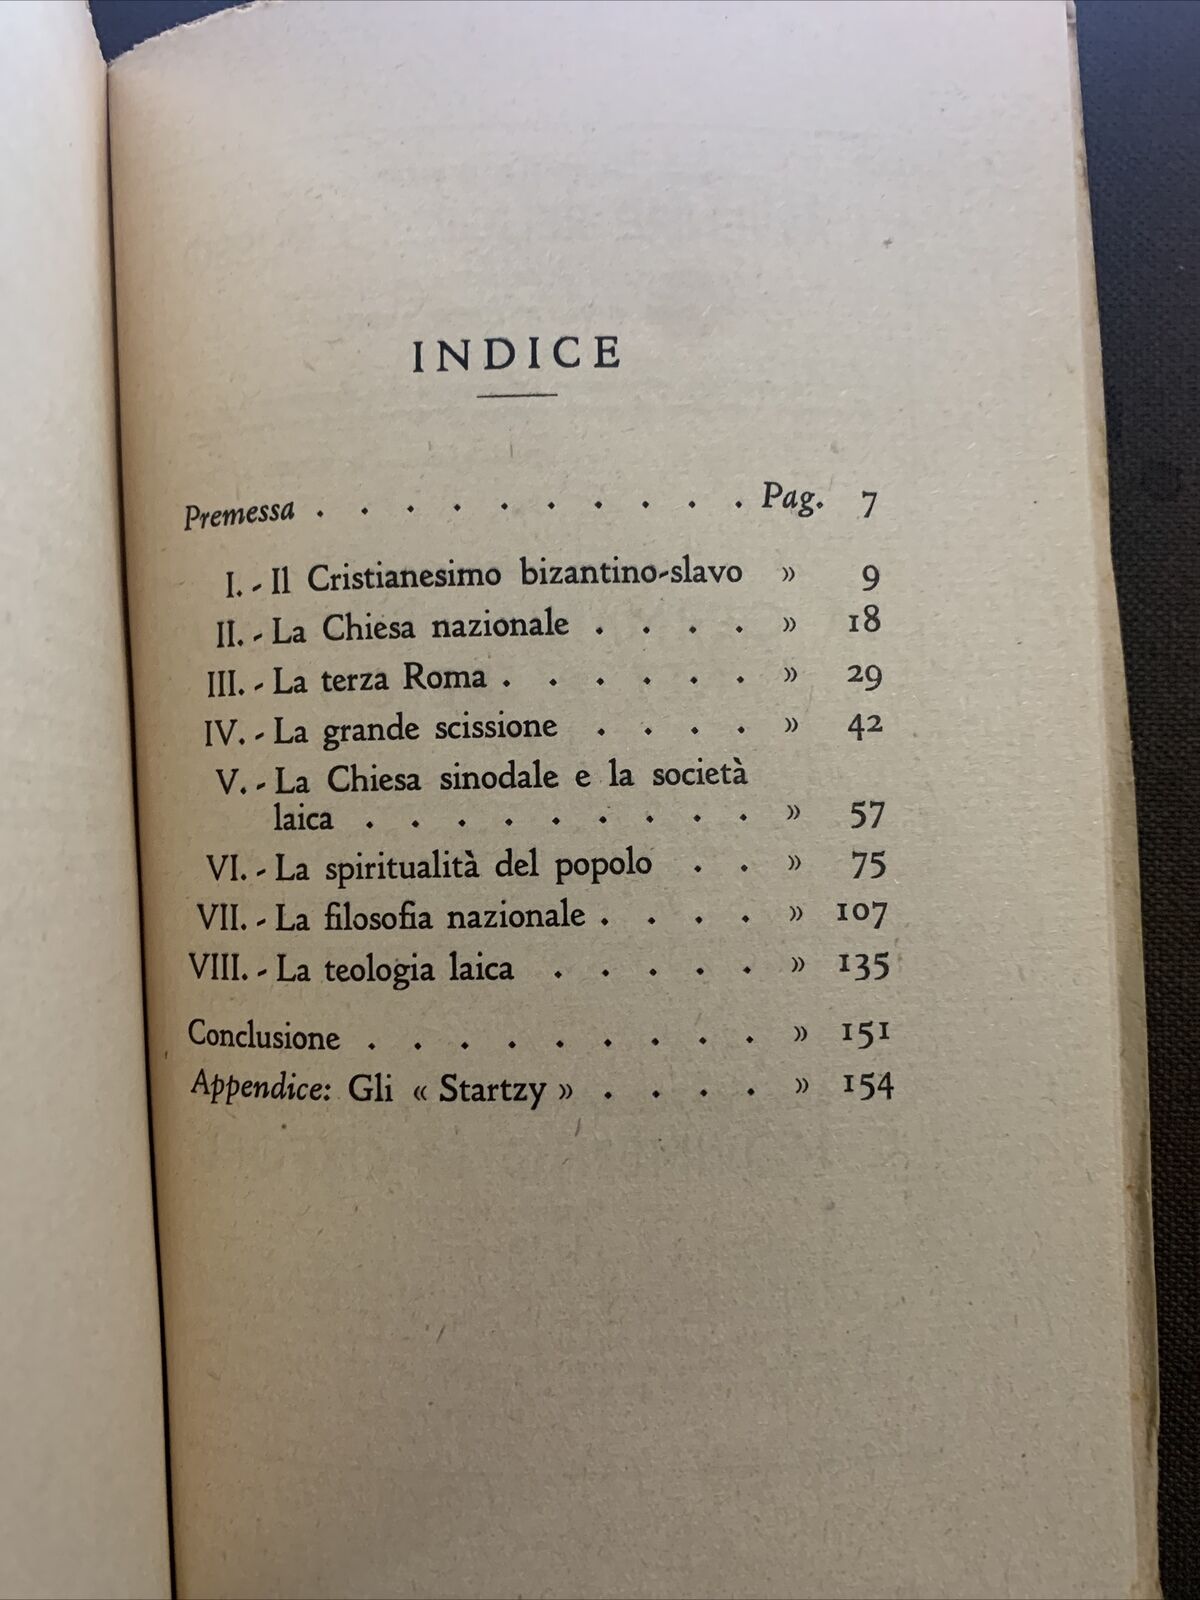 INDICE
Premessa . . . . . . . . . . Pag. 7
I. - Il Cristianesimo bizantino-slavo » 9
II. - La Chiesa nazionale . . . . » 18
III. - La terza Roma . . . . . . » 29
IV. - La grande scissione . . . . » 42
V. - La Chiesa sinodale e la società
laica . . . . . . . . . » 57
VI. - La spiritualità del popolo . . » 75
VII. - La filosofia nazionale . . . . » 107
VIII. - La teologia laica . . . . . » 135
Conclusione . . . . . . . . . » 151
Appendice: Gli « Startzy » . . . . » 154